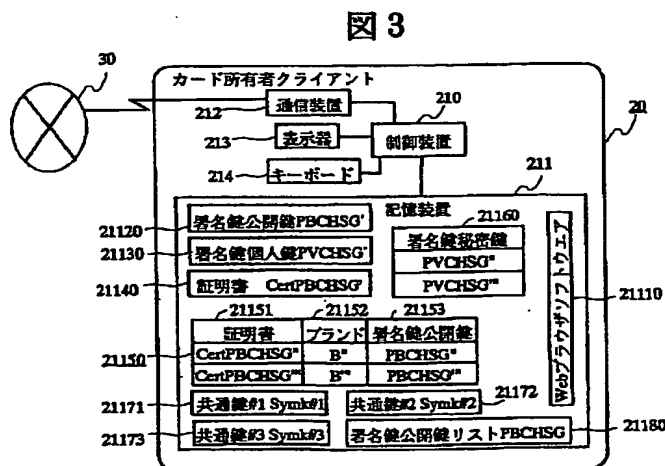 図3
30
カード所有者クライアント
212
通信装置
210
20
213
表示器
制御装置
214
キーボード
211
記憶装置
21120
署名鍵公開鍵PBCHSG'
21160
署名鍵秘密鍵
21130
署名鍵個人鍵PVCHSG'
PVCHSG"
21140
証明書 CertPBCHSG'
PVCHSG'"
21110
Webブラウザソフトウェア
21151
21152
21153
証明書 ブランド 署名鍵公開鍵
21150
CertPBCHSG" B" PBCHSG"
CertPBCHSG'" B'" PBCHSG'"
21171
共通鍵#1 Symk#1
共通鍵#2 Symk#2
21172
21173
共通鍵#3 Symk#3
署名鍵公開鍵リストPBCHSG
21180